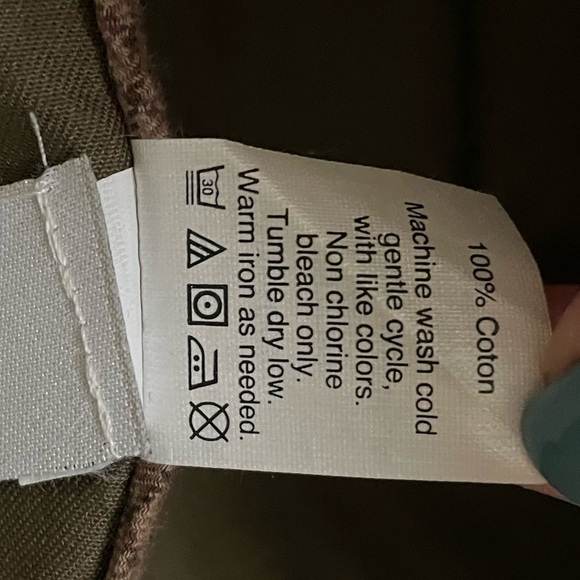 100% Coton
Machine wash cold
gentle cycle,
with like colors.
Non chlorine
bleach only.
Tumble dry low.
Warm iron as needed.
30